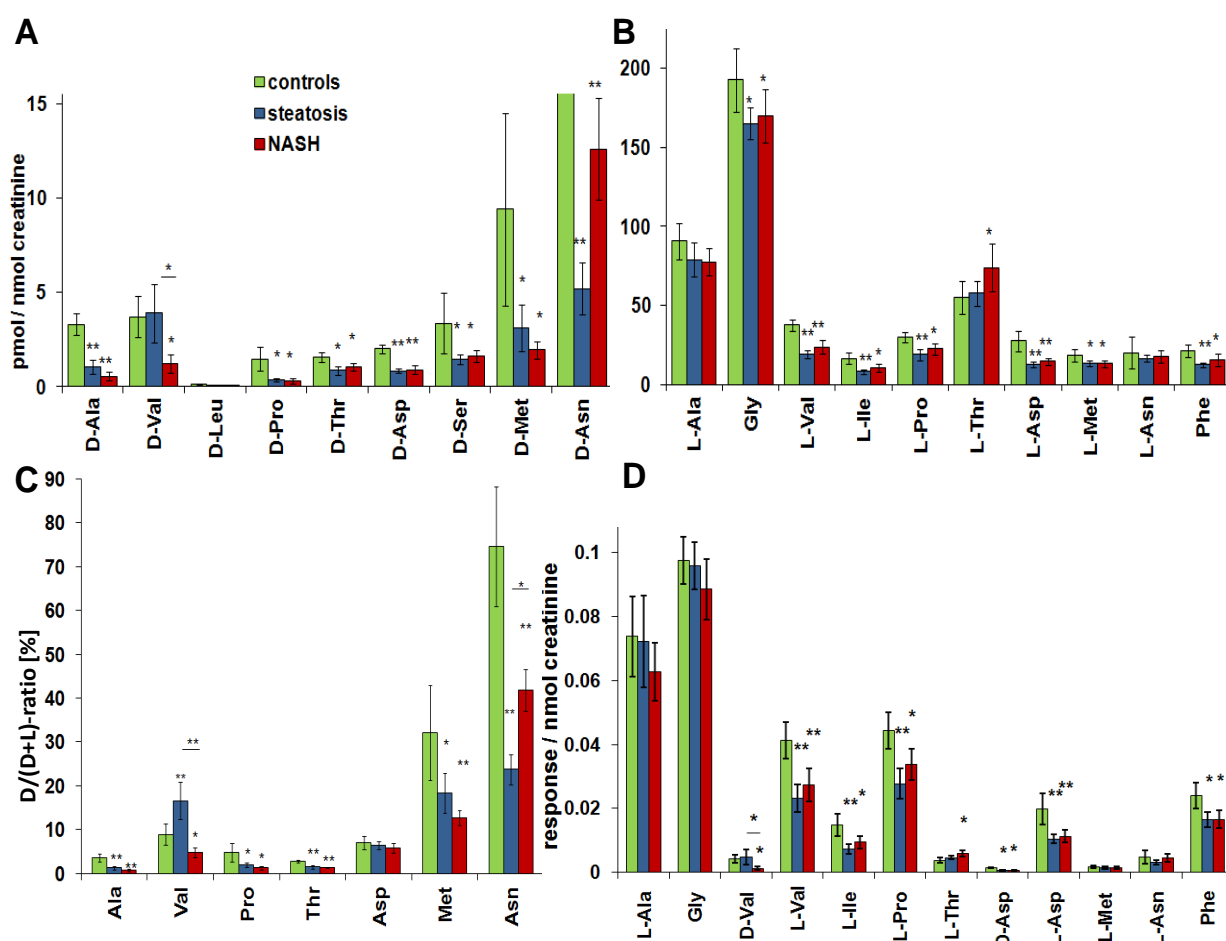 A
controls
steatosis
NASH
pmol / nmol creatinine
15
10
5
0
** ** * * * * * * ** ** * * * * ** **
D-Ala D-Val D-Leu D-Pro D-Thr D-Asp D-Ser D-Met D-Asn
B
200
150
100
50
0
* * ** ** ** * ** * * ** ** * * ** *
L-Ala Gly L-Val L-Ile L-Pro L-Thr L-Asp L-Met L-Asn Phe
C
D/(D+L)-ratio [%]
90
80
70
60
50
40
30
20
10
0
** ** ** ** * * * ** ** * ** ** * **
Ala Val Pro Thr Asp Met Asn
D
response / nmol creatinine
0.1
0.08
0.06
0.04
0.02
0
* * ** ** ** * ** * * * * ** ** * *
L-Ala Gly D-Val L-Val L-Ile L-Pro L-Thr D-Asp L-Asp L-Met L-Asn Phe